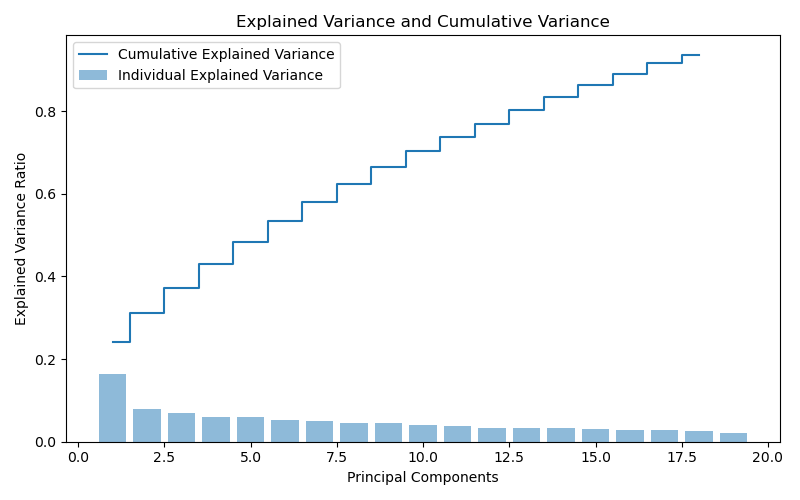 Explained Variance and Cumulative Variance
Cumulative Explained Variance
Individual Explained Variance
Explained Variance Ratio
0.8
0.6
0.4
0.2
0.0
0.0 2.5 5.0 7.5 10.0 12.5 15.0 17.5 20.0
Principal Components